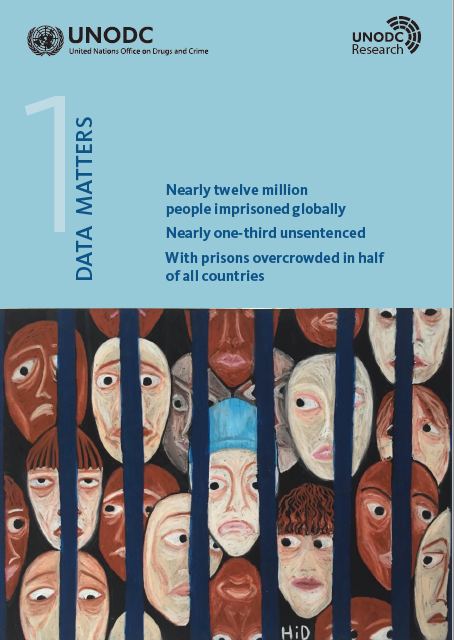 UNODC
United Nations Office on Drugs and Crime
UNODC
Research
1
DATA MATTERS
Nearly twelve million
people imprisoned globally
Nearly one-third unsentenced
With prisons overcrowded in half
of all countries
HiD